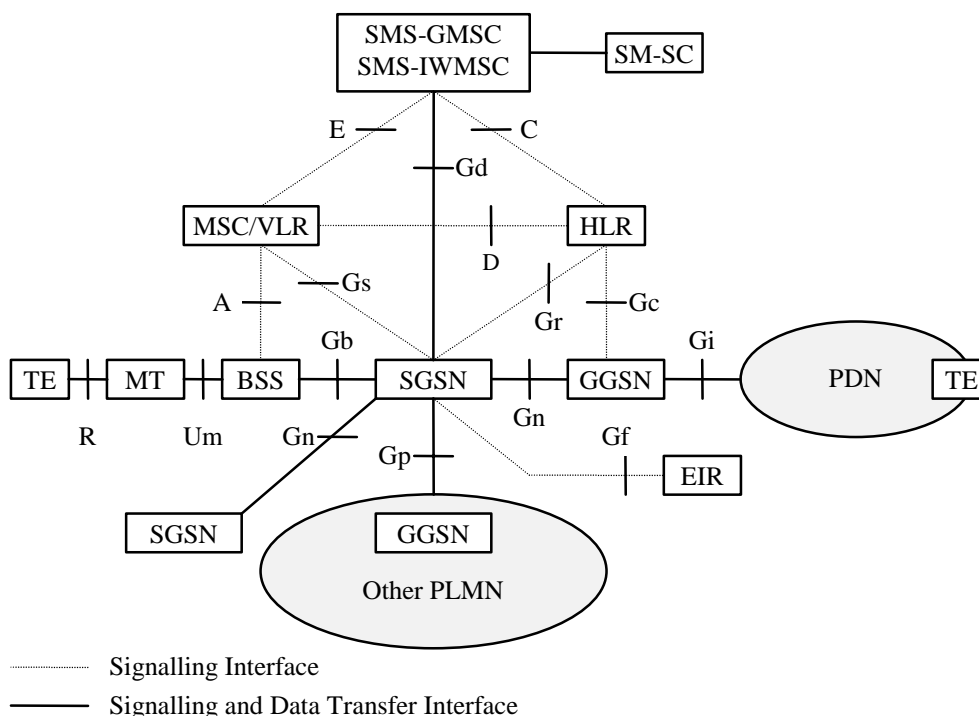 SMS-GMSC
SMS-IWMSC
SM-SC
E
C
Gd
MSC/VLR
HLR
D
A
Gs
Gr
Gc
Gb
Gi
TE
MT
BSS
SGSN
GGSN
PDN
TE
R
Um
Gn
Gn
Gf
Gp
EIR
SGSN
GGSN
Other PLMN
Signalling Interface
Signalling and Data Transfer Interface